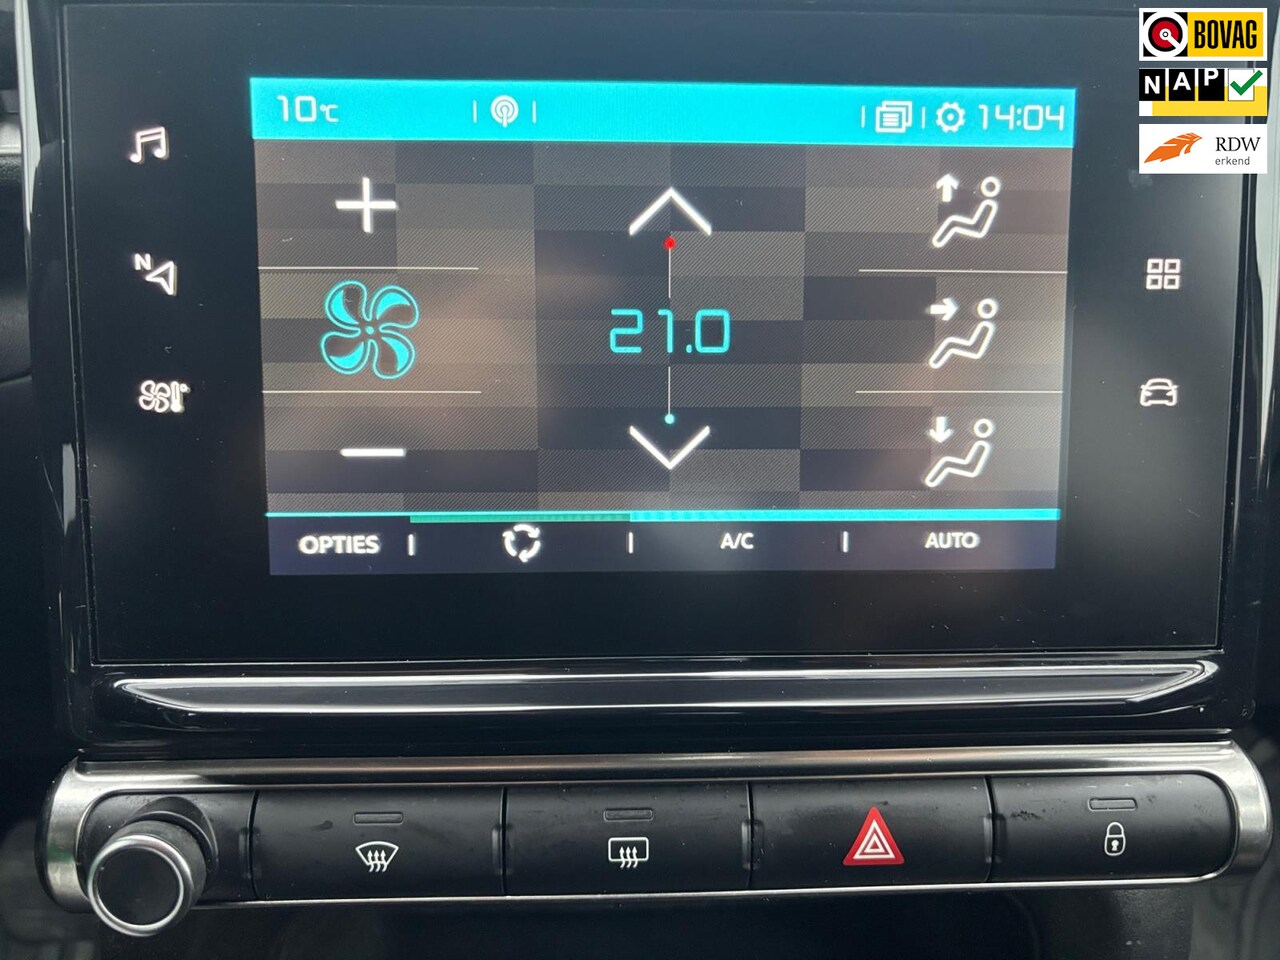 BOVAG
NAP
RDW
erkend
10°C
14:04
N
21.0
OPTIES
A/C
AUTO